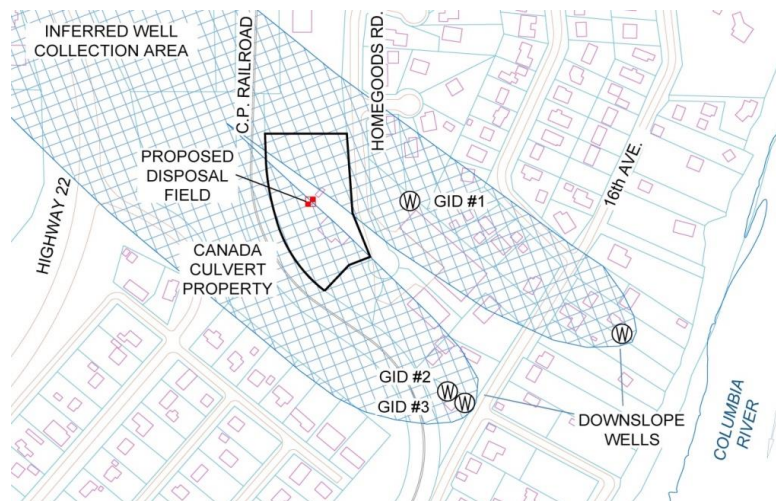 INFERRED WELL
COLLECTION AREA
C.P. RAILROAD
HOMEGOODS RD.
PROPOSED
DISPOSAL
FIELD
W
GID #1
16th AVE.
HIGHWAY 22
CANADA
CULVERT
PROPERTY
W
GID #2
W
GID #3
W
DOWNSLOPE
WELLS
COLUMBIA
RIVER